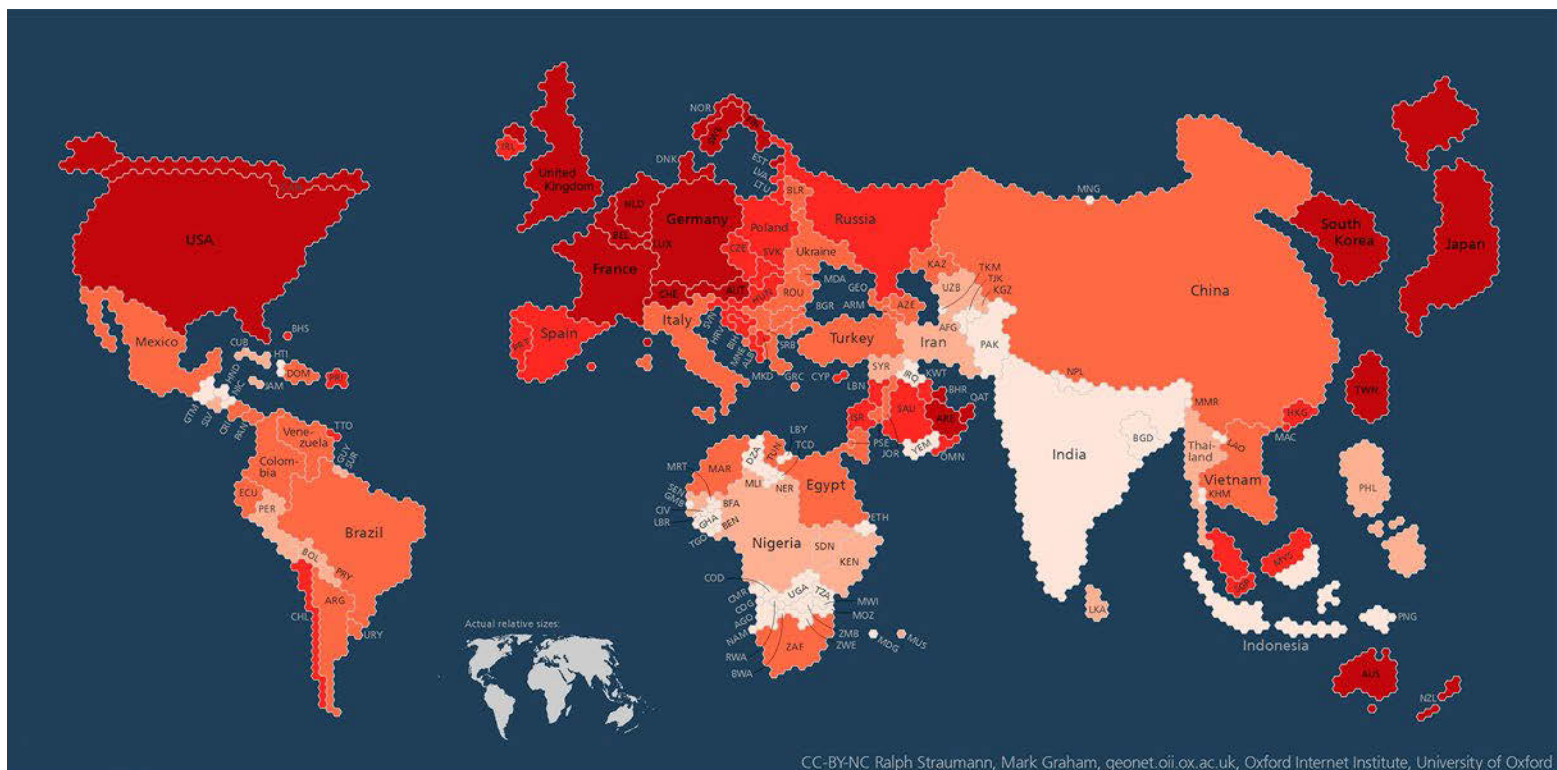 NOR
IRL
SWE
DNK
EST
LVA
LTU
United
Kingdom
BLR
MNG
NLD
Germany
Poland
Russia
South
Korea
Japan
USA
BEL
LUX
CZE
SVK
Ukraine
France
KAZ
TKM
TJK
KGZ
CHE
AUT
HUN
ROU
MDA
GEO
UZB
China
BGR
ARM
AZE
Italy
SVN
HRV
BIH
MNE
ALB
SRB
Spain
PRT
BHS
Mexico
CUB
HTI
DOM
PRI
JAM
HND
NIC
GTM
SLV
CRI
PAN
Turkey
AFG
Iran
PAK
MKD
GRC
CYP
SYR
IRQ
KWT
BHR
QAT
LBN
ISR
SAU
ARE
NPL
TWN
MMR
HKG
MAC
PSE
JOR
YEM
OMN
TTO
Vene-
zuela
GUY
SUR
Colom-
bia
ECU
PER
Brazil
BOL
PRY
ARG
CHL
URY
LBY
TCD
DZA
TUN
MRT
MAR
MLI
NER
Egypt
SEN
GMB
CIV
LBR
BFA
GHA
BEN
TGO
ETH
Nigeria
SDN
KEN
COD
CMR
COG
AGO
NAM
UGA
TZA
MWI
MOZ
ZMB
ZWE
RWA
BWA
ZAF
MDG
MUS
India
BGD
LAO
Thai-
land
Vietnam
KHM
PHL
MYS
SGP
LKA
Indonesia
PNG
AUS
NZL
Actual relative sizes:
CC-BY-NC Ralph Straumann, Mark Graham, geonet.oii.ox.ac.uk, Oxford Internet Institute, University of Oxford